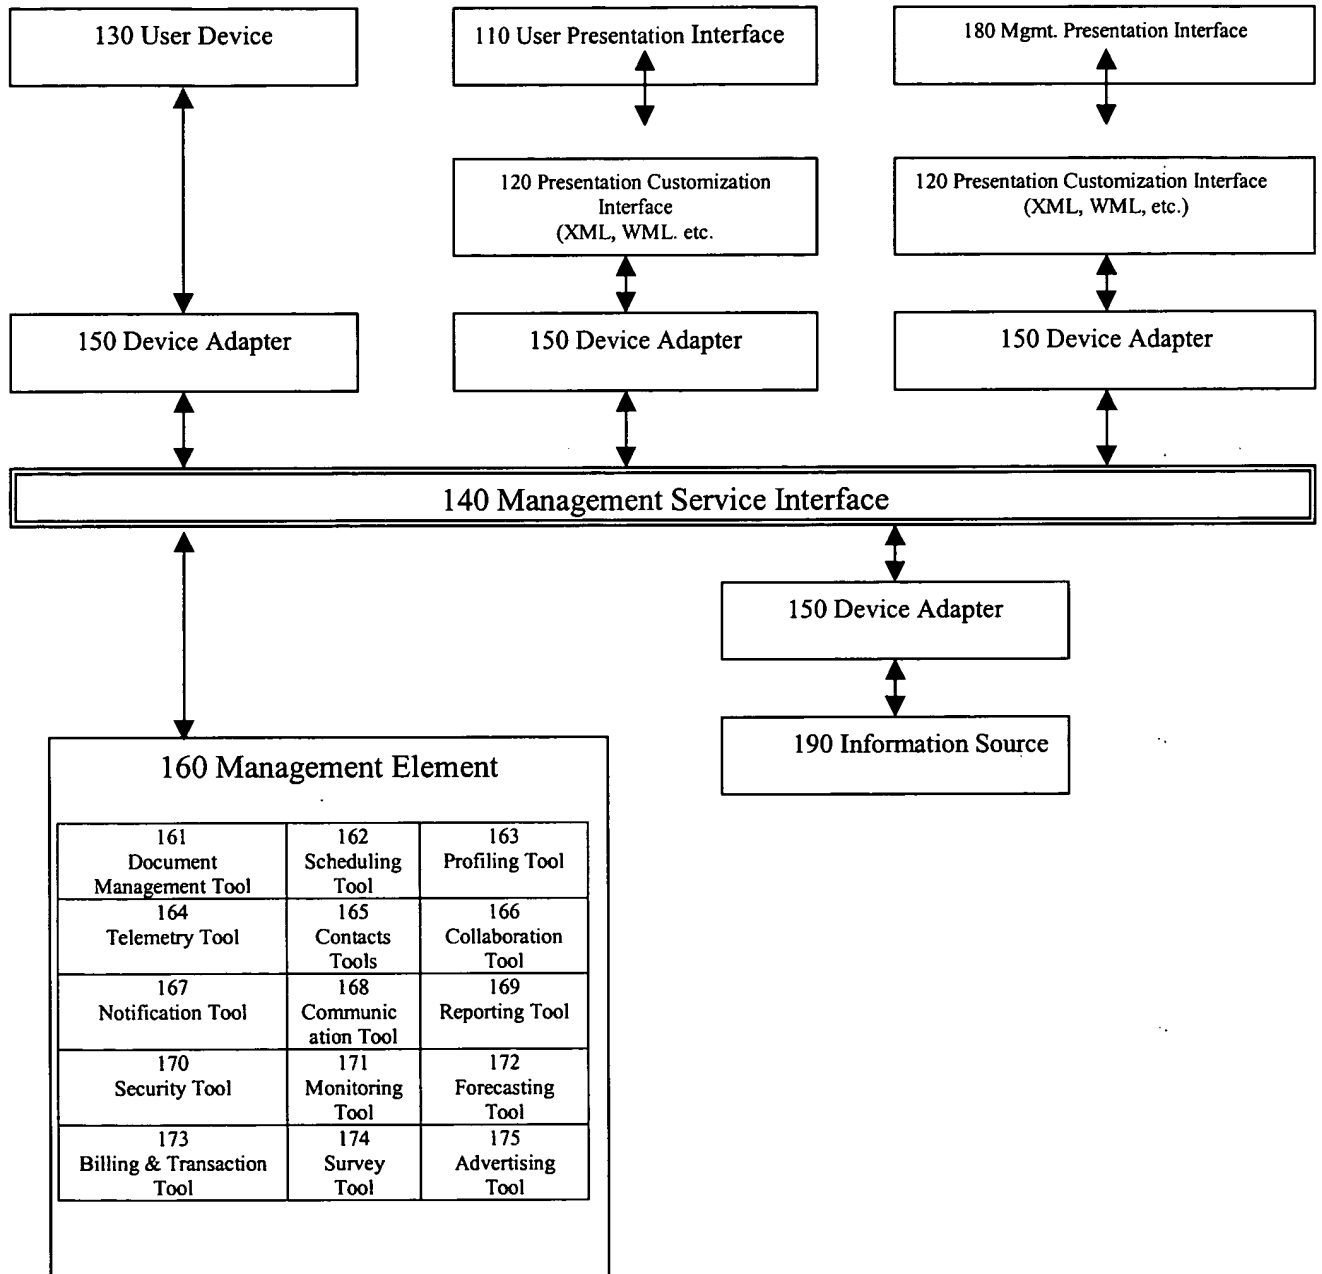 130 User Device
110 User Presentation Interface
180 Mgmt. Presentation Interface
120 Presentation Customization
Interface
(XML, WML. etc.
120 Presentation Customization Interface
(XML, WML, etc.)
150 Device Adapter
150 Device Adapter
150 Device Adapter
140 Management Service Interface
150 Device Adapter
190 Information Source
160 Management Element
161
Document
Management Tool
162
Scheduling
Tool
163
Profiling Tool
164
Telemetry Tool
165
Contacts
Tools
166
Collaboration
Tool
167
Notification Tool
168
Communic
ation Tool
169
Reporting Tool
170
Security Tool
171
Monitoring
Tool
172
Forecasting
Tool
173
Billing & Transaction
Tool
174
Survey
Tool
175
Advertising
Tool